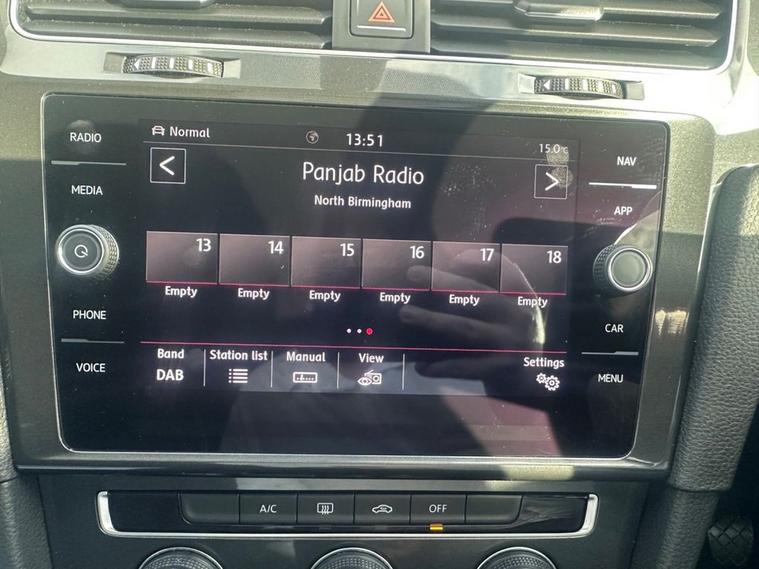 RADIO
MEDIA
PHONE
VOICE
Normal
13:51
15.0°C
Panjab Radio
North Birmingham
13 14 15 16 17 18
Empty Empty Empty Empty Empty Empty
Band Station list Manual View Settings
DAB
NAV
APP
CAR
MENU
A/C OFF